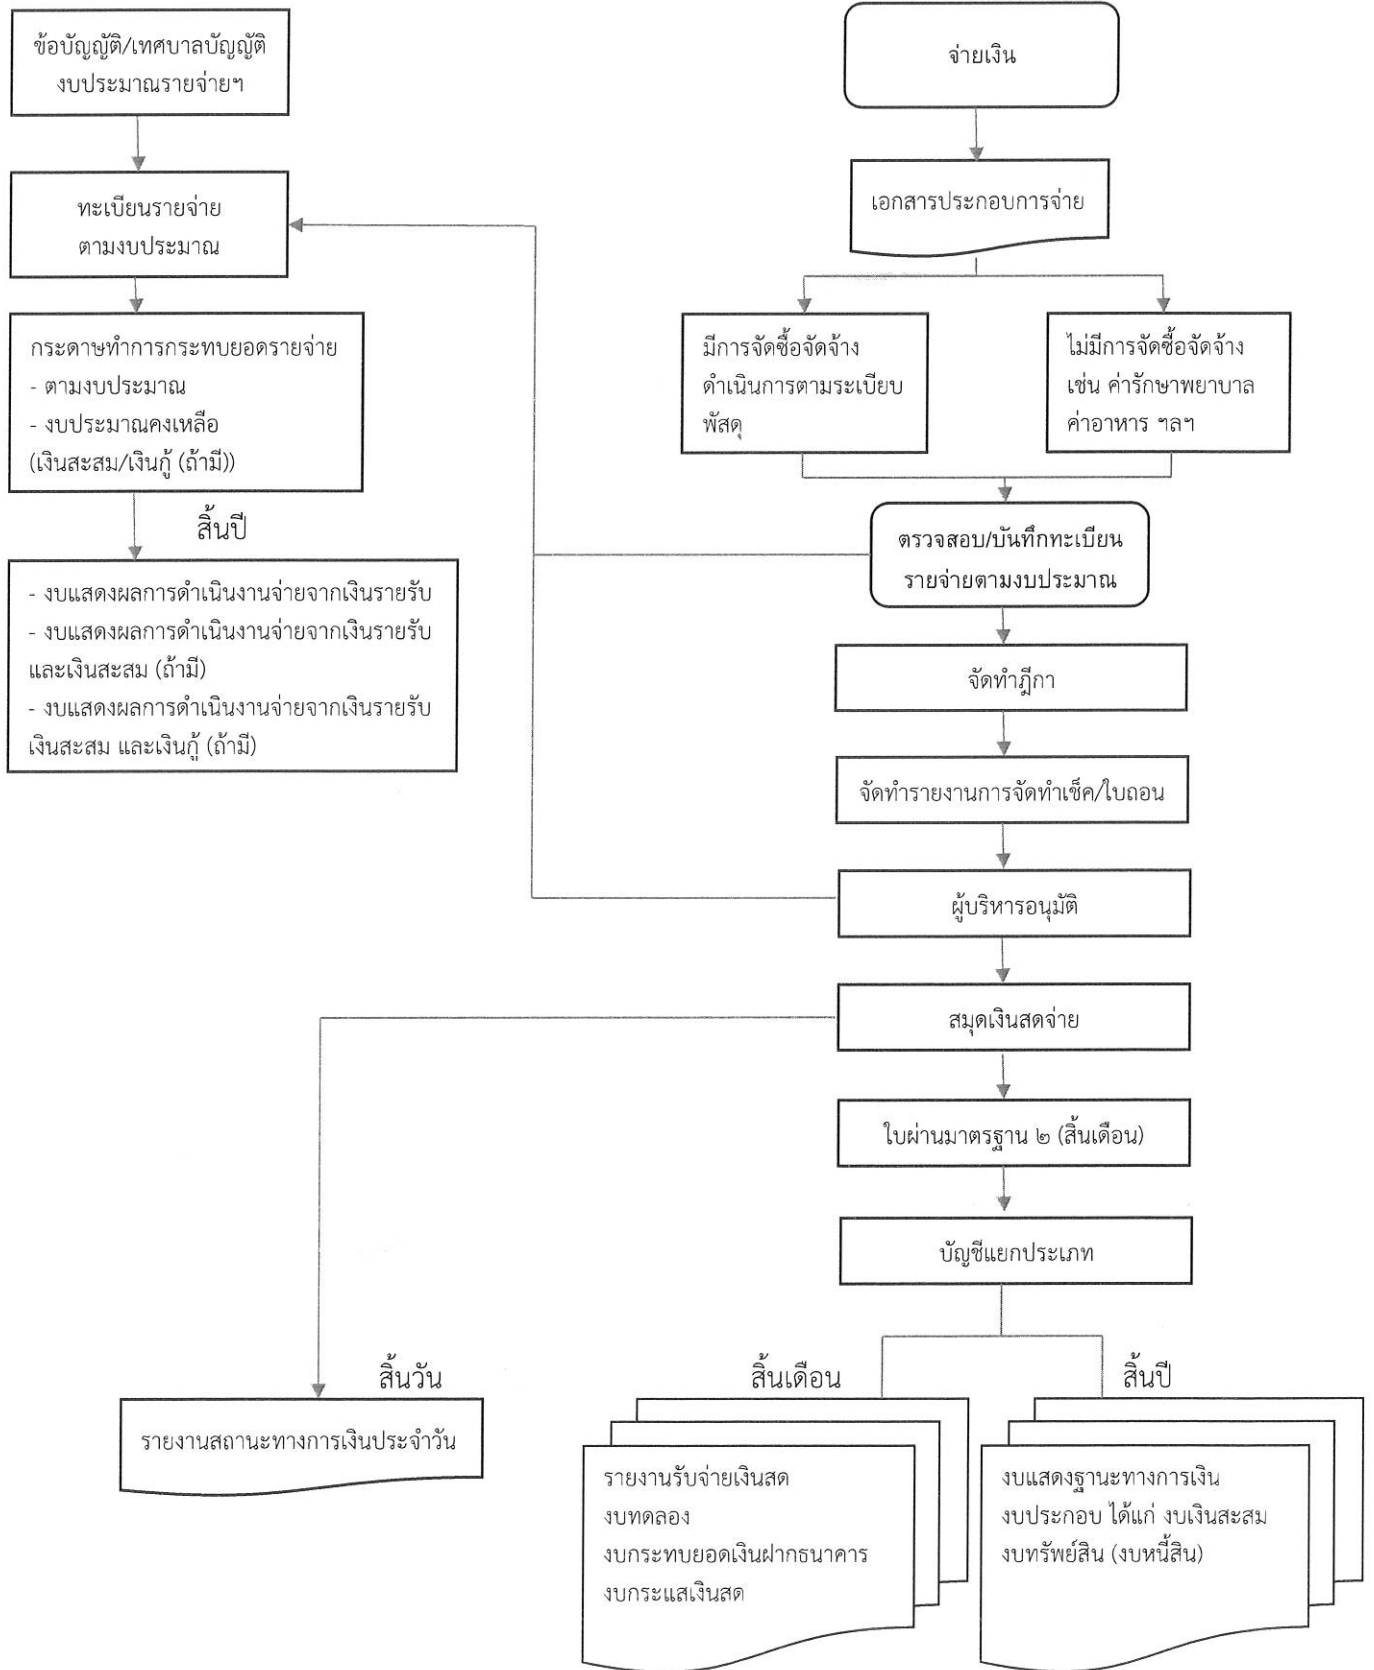 ข้อบัญญัติ/เทศบาลบัญญัติ
งบประมาณรายจ่ายฯ
ทะเบียนรายจ่าย
ตามงบประมาณ
กระดาษทำการกระทบยอดรายจ่าย
- ตามงบประมาณ
- งบประมาณคงเหลือ
(เงินสะสม/เงินกู้ (ถ้ามี))
สิ้นปี
- งบแสดงผลการดำเนินงานจ่ายจากเงินรายรับ
- งบแสดงผลการดำเนินงานจ่ายจากเงินรายรับ
และเงินสะสม (ถ้ามี)
- งบแสดงผลการดำเนินงานจ่ายจากเงินรายรับ
เงินสะสม และเงินกู้ (ถ้ามี)
จ่ายเงิน
เอกสารประกอบการจ่าย
มีการจัดซื้อจัดจ้าง
ดำเนินการตามระเบียบ
พัสดุ
ไม่มีการจัดซื้อจัดจ้าง
เช่น ค่ารักษาพยาบาล
ค่าอาหาร ฯลฯ
ตรวจสอบ/บันทึกทะเบียน
รายจ่ายตามงบประมาณ
จัดทำฎีกา
จัดทำรายงานการจัดทำเช็ค/ใบถอน
ผู้บริหารอนุมัติ
สมุดเงินสดจ่าย
ใบผ่านมาตรฐาน ๒ (สิ้นเดือน)
บัญชีแยกประเภท
สิ้นวัน
รายงานสถานะทางการเงินประจำวัน
สิ้นเดือน
รายงานรับจ่ายเงินสด
งบทดลอง
งบกระทบยอดเงินฝากธนาคาร
งบกระแสเงินสด
สิ้นปี
งบแสดงฐานะทางการเงิน
งบประกอบ ได้แก่ งบเงินสะสม
งบทรัพย์สิน (งบหนี้สิน)